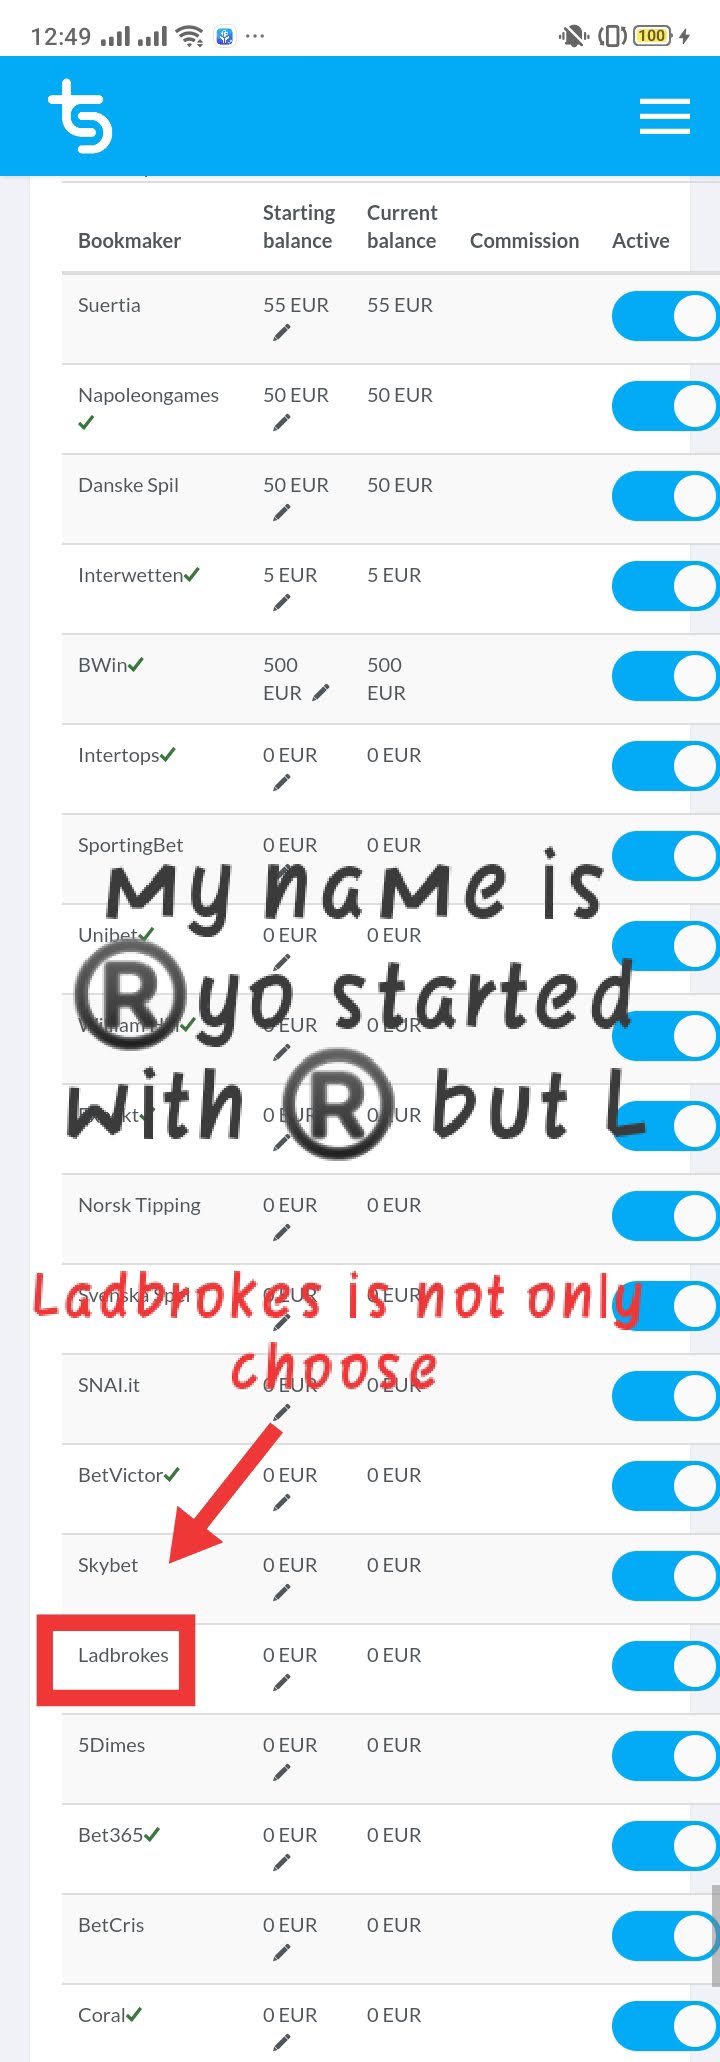 12:49
100
ts
Bookmaker Starting balance Current balance Commission Active
Suertia 55 EUR 55 EUR
Napoleongames ✓ 50 EUR 50 EUR
Danske Spil 50 EUR 50 EUR
Interwetten✓ 5 EUR 5 EUR
BWin✓ 500 EUR 500 EUR
Intertops✓ 0 EUR 0 EUR
SportingBet 0 EUR 0 EUR
My name is
Unibet✓ 0 EUR 0 EUR
®yo started
William Hill✓ 0 EUR 0 EUR
with ® but L
0 EUR 0 EUR
Norsk Tipping 0 EUR 0 EUR
Svenska Spel 0 EUR 0 EUR
Ladbrokes is not only
choose
SNAI.it 0 EUR 0 EUR
BetVictor✓ 0 EUR 0 EUR
Skybet 0 EUR 0 EUR
Ladbrokes 0 EUR 0 EUR
5Dimes 0 EUR 0 EUR
Bet365✓ 0 EUR 0 EUR
BetCris 0 EUR 0 EUR
Coral✓ 0 EUR 0 EUR